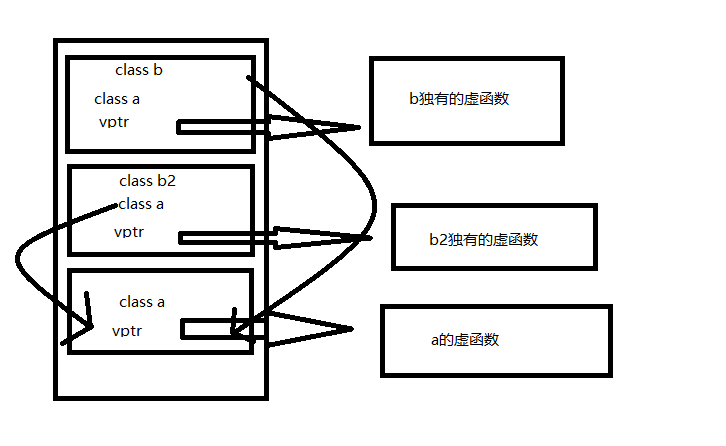 class b
class a
vptr
b独有的虚函数
class b2
class a
vptr
b2独有的虚函数
class a
vptr
a的虚函数